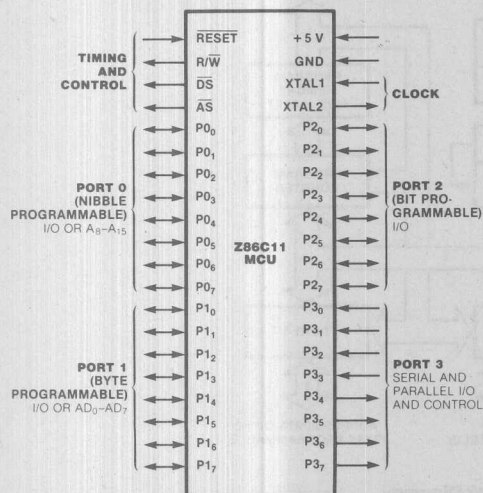 TIMING
AND
CONTROL
R̅E̅S̅E̅T̅
R/W̅
D̅S̅
A̅S̅
PORT 0
(NIBBLE
PROGRAMMABLE)
I/O OR A₈–A₁₅
P0₀
P0₁
P0₂
P0₃
P0₄
P0₅
P0₆
P0₇
PORT 1
(BYTE
PROGRAMMABLE)
I/O OR AD₀–AD₇
P1₀
P1₁
P1₂
P1₃
P1₄
P1₅
P1₆
P1₇
Z86C11
MCU
+5 V
GND
XTAL1
XTAL2
CLOCK
P2₀
P2₁
P2₂
P2₃
P2₄
P2₅
P2₆
P2₇
PORT 2
(BIT PRO-
GRAMMABLE)
I/O
P3₀
P3₁
P3₂
P3₃
P3₄
P3₅
P3₆
P3₇
PORT 3
SERIAL AND
PARALLEL I/O
AND CONTROL